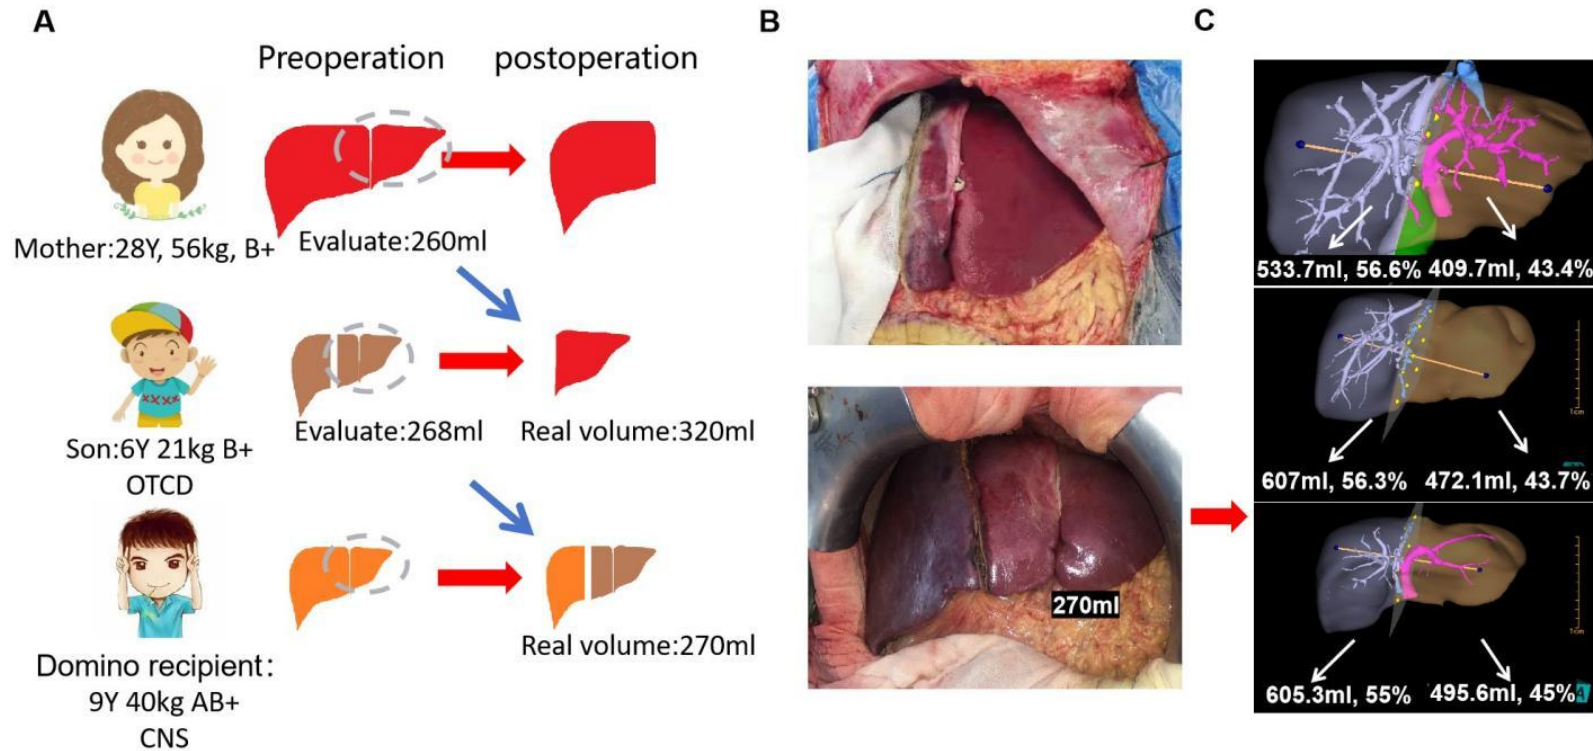 A
Preoperation postoperation
Mother:28Y, 56kg, B+
Evaluate:260ml
Son:6Y 21kg B+
OTCD
Evaluate:268ml
Real volume:320ml
Domino recipient:
9Y 40kg AB+
CNS
Real volume:270ml
B
270ml
C
533.7ml, 56.6% 409.7ml, 43.4%
607ml, 56.3% 472.1ml, 43.7%
1cm
605.3ml, 55% 495.6ml, 45%
1cm
A